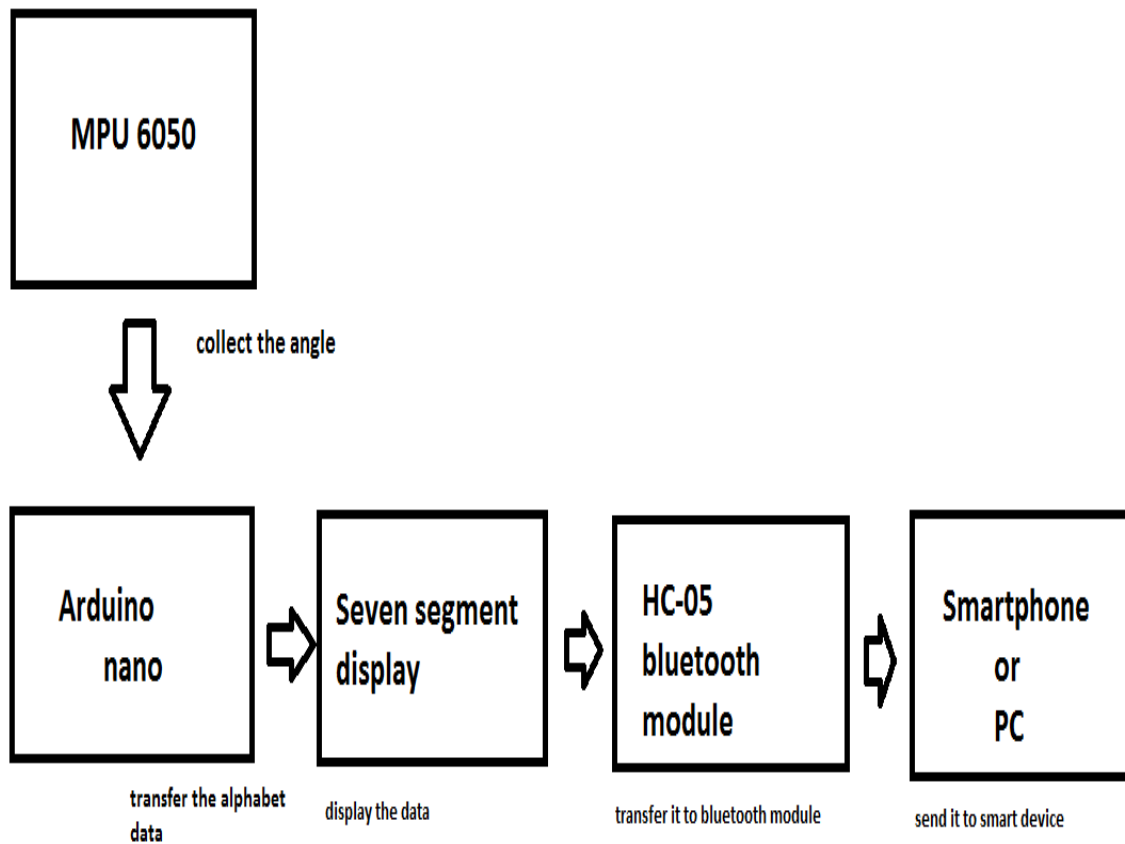 MPU 6050
collect the angle
Arduino
nano
transfer the alphabet
data
Seven segment
display
display the data
HC-05
bluetooth
module
transfer it to bluetooth module
Smartphone
or
PC
send it to smart device